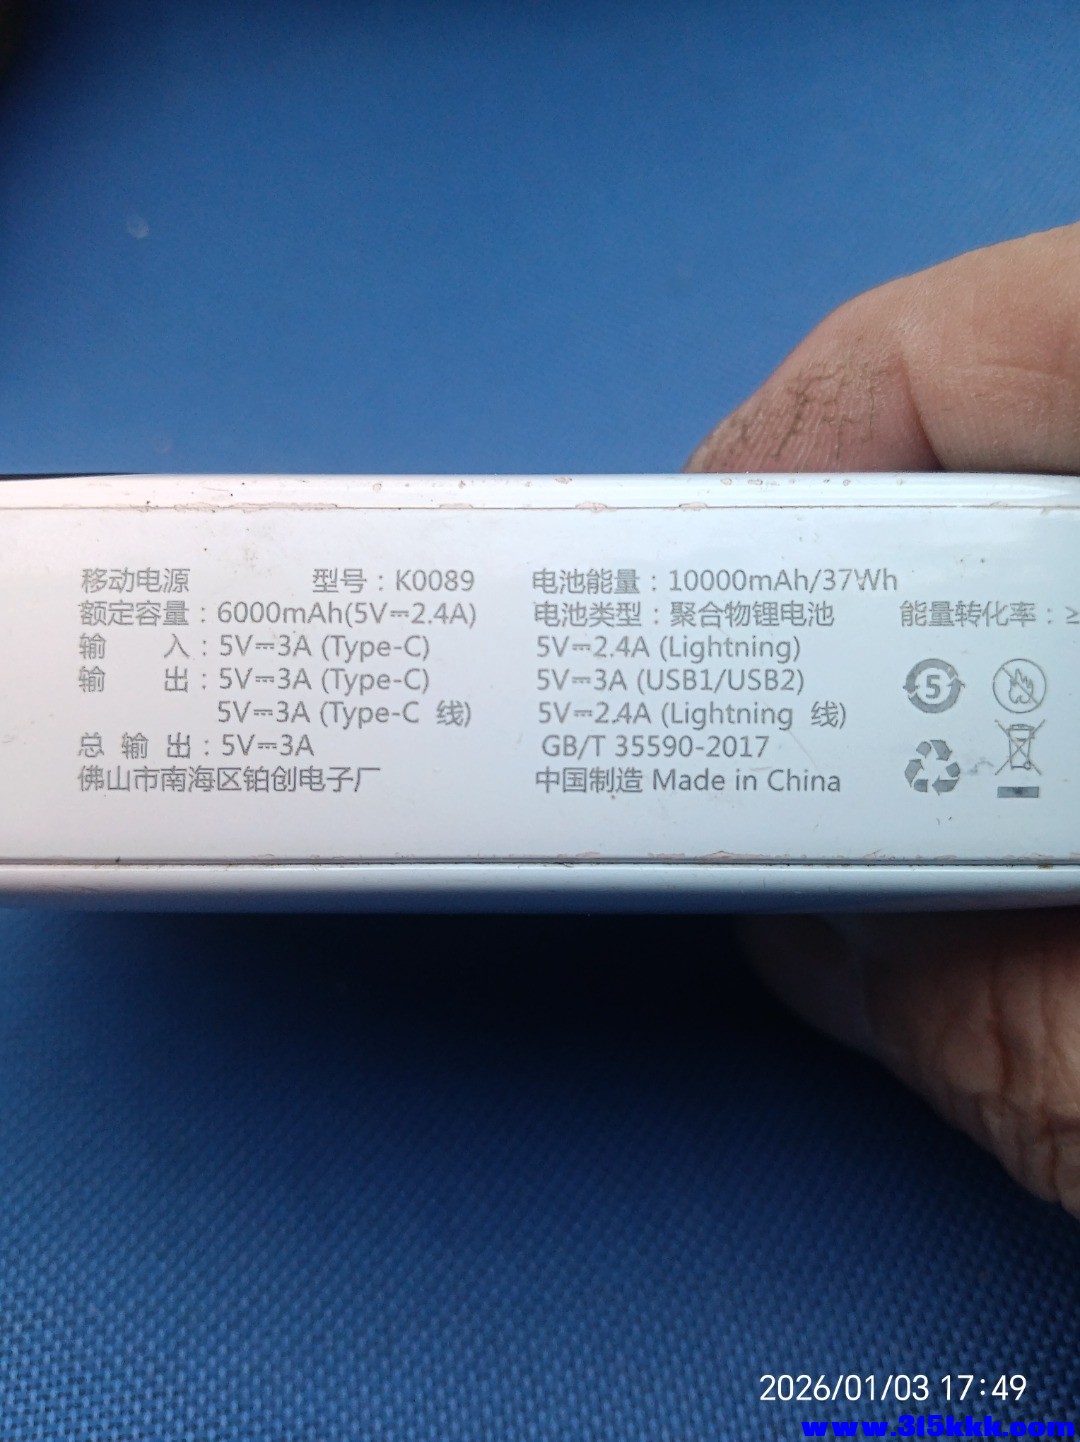 移动电源 型号：K0089 电池能量：10000mAh/37Wh
额定容量：6000mAh(5V⎓2.4A) 电池类型：聚合物锂电池 能量转化率：≥
输 入：5V⎓3A (Type-C) 5V⎓2.4A (Lightning)
输 出：5V⎓3A (Type-C) 5V⎓3A (USB1/USB2)
5V⎓3A (Type-C 线) 5V⎓2.4A (Lightning 线)
总 输 出：5V⎓3A GB/T 35590-2017
佛山市南海区铂创电子厂 中国制造 Made in China
5
2026/01/03 17:49
www.315kkk.com